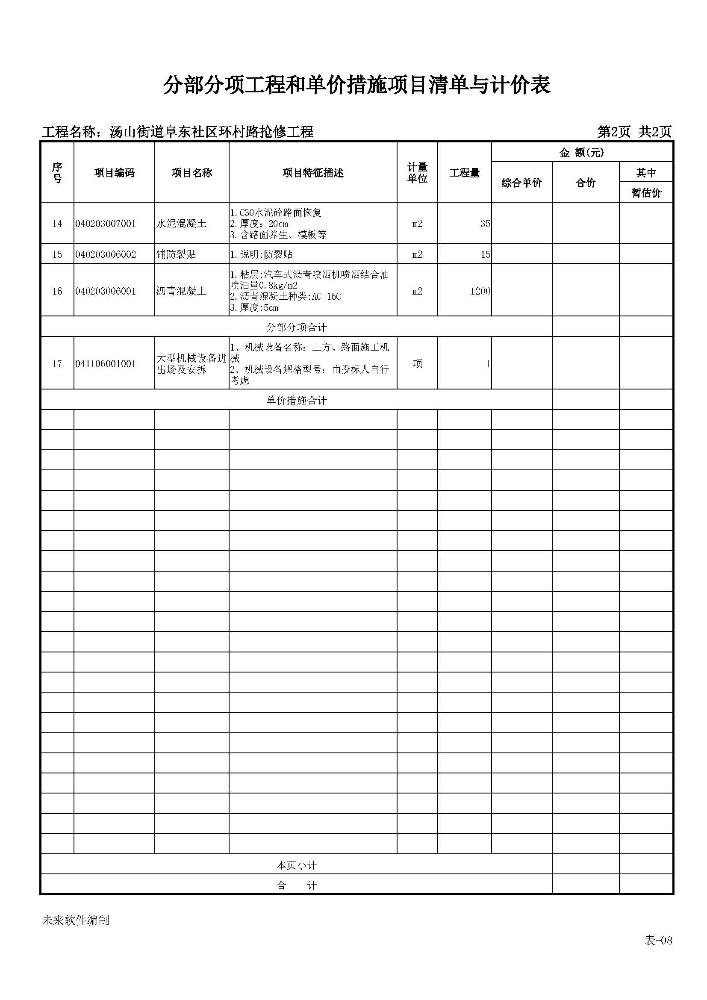 分部分项工程和单价措施项目清单与计价表
工程名称：汤山街道阜东社区环村路抢修工程 第2页 共2页
序号 项目编码 项目名称 项目特征描述 计量单位 工程量 金 额(元)
综合单价 合价 其中
暂估价
14 040203007001 水泥混凝土 1.C30水泥砼路面恢复
2.厚度：20cm
3.含路面养生、模板等
m2 35
15 040203006002 铺防裂贴 1.说明:防裂贴 m2 15
16 040203006001 沥青混凝土 1.粘层:汽车式沥青喷洒机喷洒结合油
喷油量0.8kg/m2
2.沥青混凝土种类:AC-16C
3.厚度:5cm
m2 1200
分部分项合计
17 041106001001 大型机械设备进
出场及安拆
1、机械设备名称：土方、路面施工机
械
2、机械设备规格型号：由投标人自行
考虑
项 1
单价措施合计
本页小计
合 计
未来软件编制
表-08